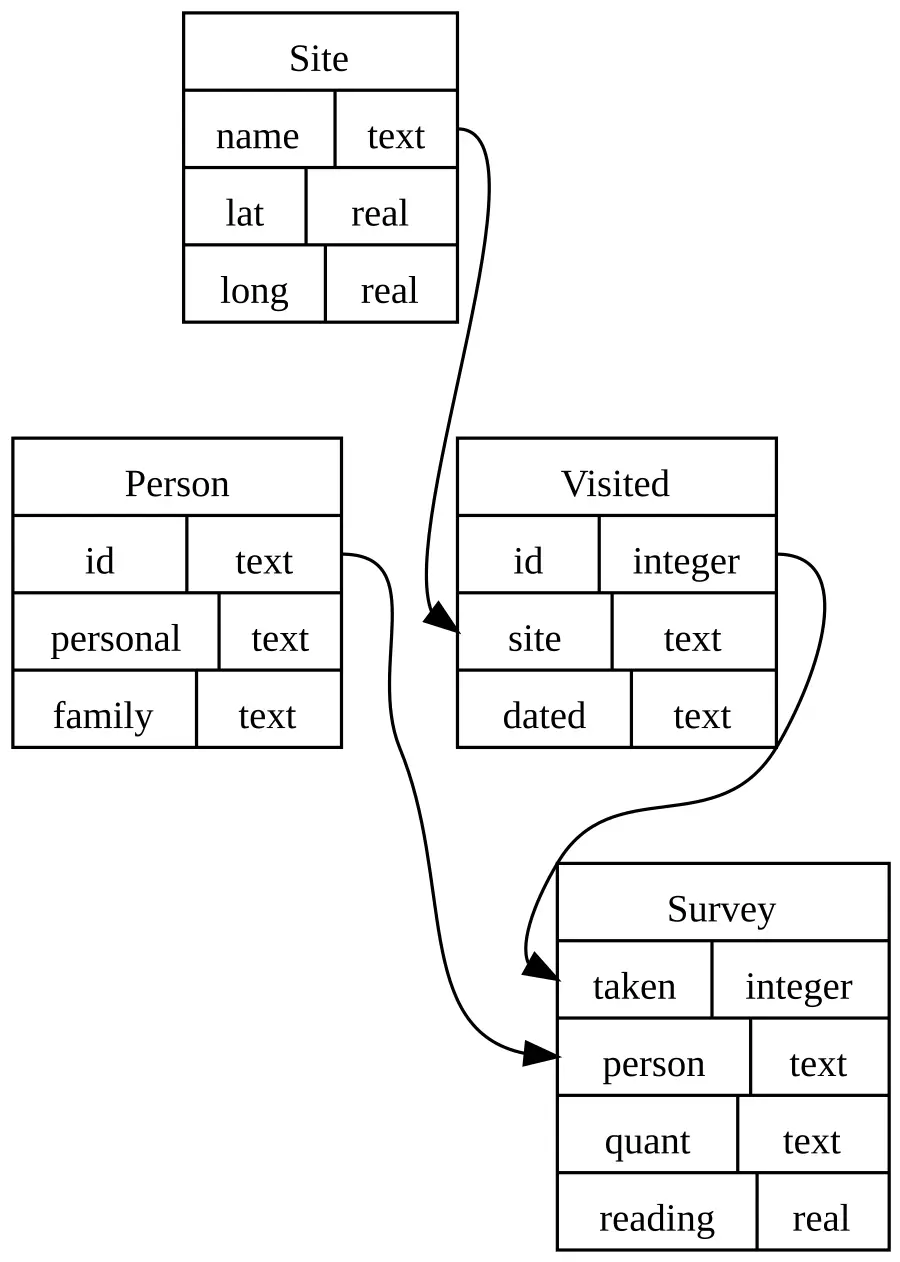 Site
name text
lat real
long real
Person
id text
personal text
family text
Visited
id integer
site text
dated text
Survey
taken integer
person text
quant text
reading real